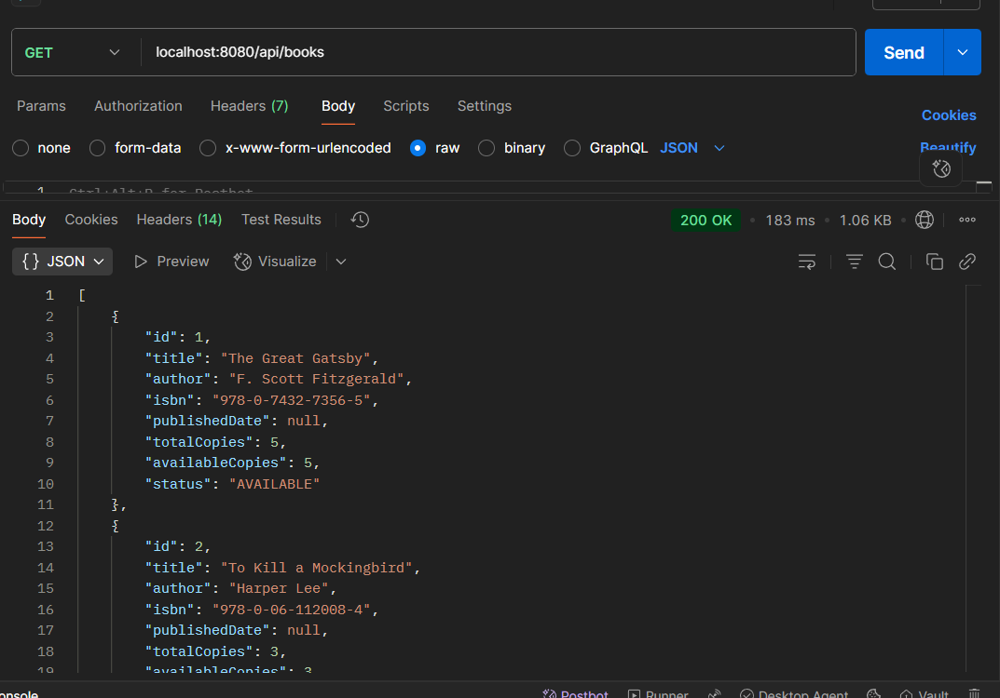 GET localhost:8080/api/books Send
Params Authorization Headers (7) Body Scripts Settings
Cookies
none form-data x-www-form-urlencoded raw binary GraphQL JSON
Beautify
1 Ctrl+Alt+P for Postbot
Body Cookies Headers (14) Test Results 200 OK • 183 ms • 1.06 KB •
{} JSON Preview Visualize
1 [
2 {
3 "id": 1,
4 "title": "The Great Gatsby",
5 "author": "F. Scott Fitzgerald",
6 "isbn": "978-0-7432-7356-5",
7 "publishedDate": null,
8 "totalCopies": 5,
9 "availableCopies": 5,
10 "status": "AVAILABLE"
11 },
12 {
13 "id": 2,
14 "title": "To Kill a Mockingbird",
15 "author": "Harper Lee",
16 "isbn": "978-0-06-112008-4",
17 "publishedDate": null,
18 "totalCopies": 3,
19 "availableCopies": 3
onsole Postbot Runner Desktop Agent Vault